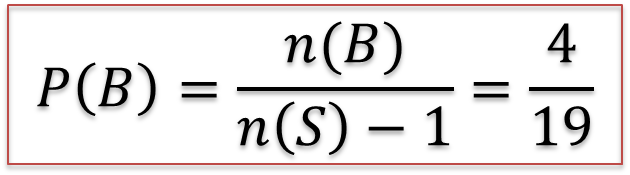 P(B) = n(B) / n(S) − 1 = 4 / 19